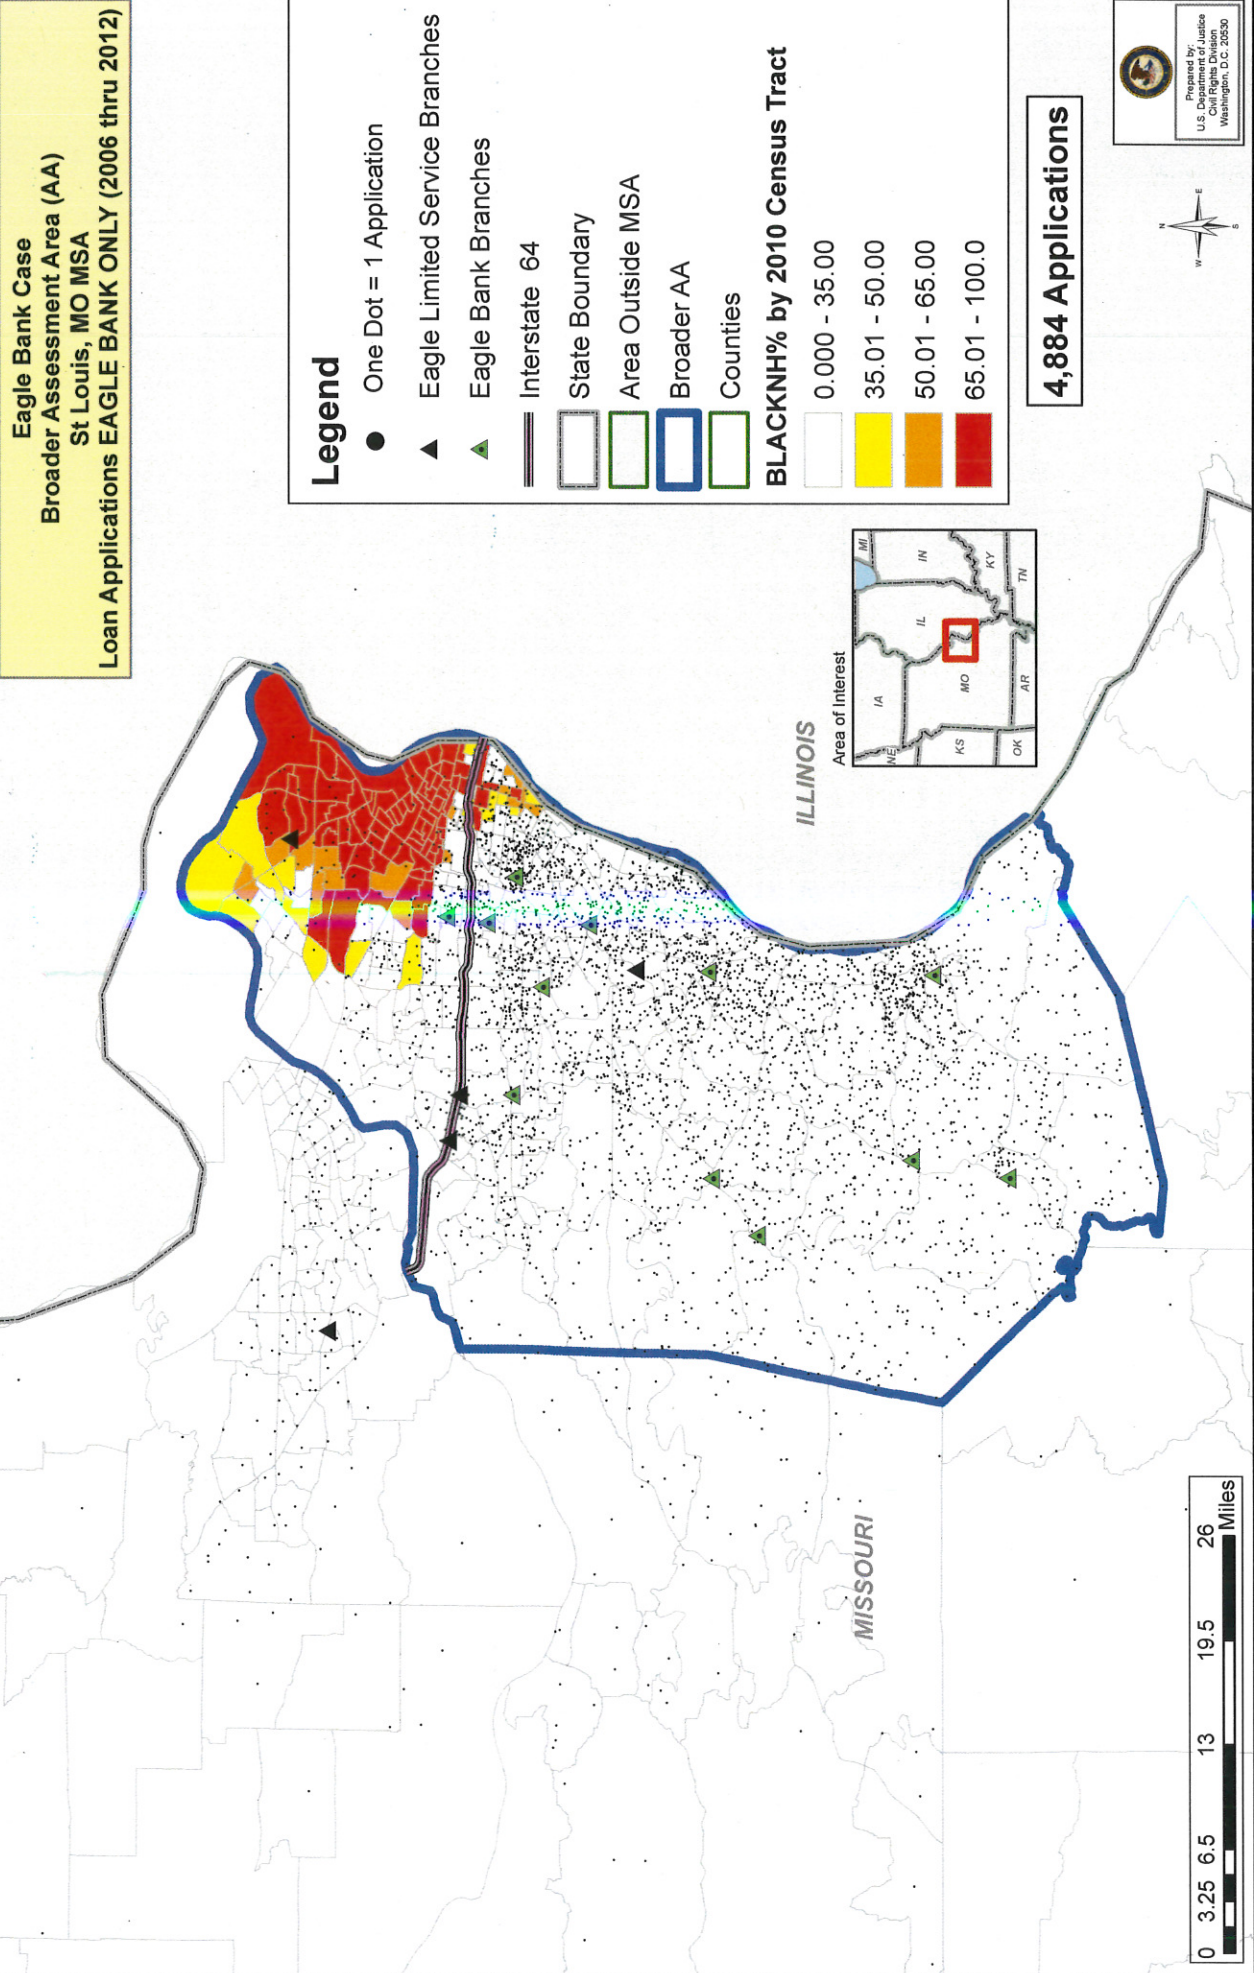 Eagle Bank Case
Broader Assessment Area (AA)
St Louis, MO MSA
Loan Applications EAGLE BANK ONLY (2006 thru 2012)
Legend
One Dot = 1 Application
Eagle Limited Service Branches
Eagle Bank Branches
Interstate 64
State Boundary
Area Outside MSA
Broader AA
Counties
BLACKNH% by 2010 Census Tract
0.000 - 35.00
35.01 - 50.00
50.01 - 65.00
65.01 - 100.0
4,884 Applications
ILLINOIS
MISSOURI
Area of Interest
NE
IA
MI
IL
IN
KS
MO
KY
OK
AR
TN
N
W
E
S
Prepared by:
U.S. Department of Justice
Civil Rights Division
Washington, D.C. 20530
0 3.25 6.5 13 19.5 26
Miles